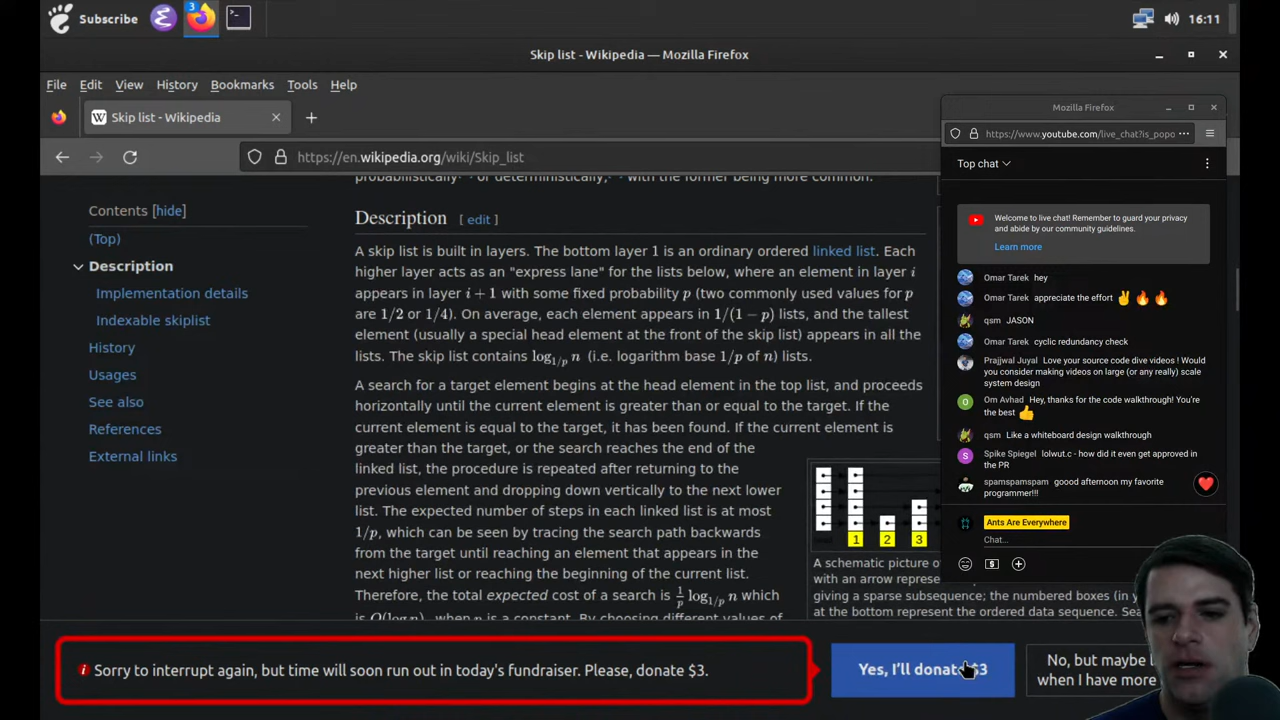 Subscribe
3
16:11
Skip list - Wikipedia — Mozilla Firefox
File Edit View History Bookmarks Tools Help
W Skip list - Wikipedia
https://en.wikipedia.org/wiki/Skip_list
probabilistically or deterministically, with the former being more common.
Contents [hide]
(Top)
Description
Implementation details
Indexable skiplist
History
Usages
See also
References
External links
Description [ edit ]
A skip list is built in layers. The bottom layer 1 is an ordinary ordered linked list. Each
higher layer acts as an "express lane" for the lists below, where an element in layer i
appears in layer i + 1 with some fixed probability p (two commonly used values for p
are 1/2 or 1/4). On average, each element appears in 1/(1 − p) lists, and the tallest
element (usually a special head element at the front of the skip list) appears in all the
lists. The skip list contains log1/p n (i.e. logarithm base 1/p of n) lists.
A search for a target element begins at the head element in the top list, and proceeds
horizontally until the current element is greater than or equal to the target. If the
current element is equal to the target, it has been found. If the current element is
greater than the target, or the search reaches the end of the
linked list, the procedure is repeated after returning to the
previous element and dropping down vertically to the next lower
list. The expected number of steps in each linked list is at most
1/p, which can be seen by tracing the search path backwards
from the target until reaching an element that appears in the
next higher list or reaching the beginning of the current list.
Therefore, the total expected cost of a search is 1/p log1/p n which
is O(log n), when p is a constant. By choosing different values of
1 2 3
A schematic picture of
with an arrow represe
giving a sparse subsequence; the numbered boxes (in y
at the bottom represent the ordered data sequence. Sea
Mozilla Firefox
https://www.youtube.com/live_chat?is_popo
Top chat
Welcome to live chat! Remember to guard your privacy
and abide by our community guidelines.
Learn more
Omar Tarek hey
Omar Tarek appreciate the effort ✌🔥🔥
qsm JASON
Omar Tarek cyclic redundancy check
Prajjwal Juyal Love your source code dive videos ! Would
you consider making videos on large (or any really) scale
system design
O Om Avhad Hey, thanks for the code walkthrough! You're
the best 👍
qsm Like a whiteboard design walkthrough
S Spike Spiegel lolwut.c - how did it even get approved in
the PR
spamspamspam goood afternoon my favorite
programmer!!!
Ants Are Everywhere
Chat...
i Sorry to interrupt again, but time will soon run out in today's fundraiser. Please, donate $3.
Yes, I'll donate $3
No, but maybe
when I have more